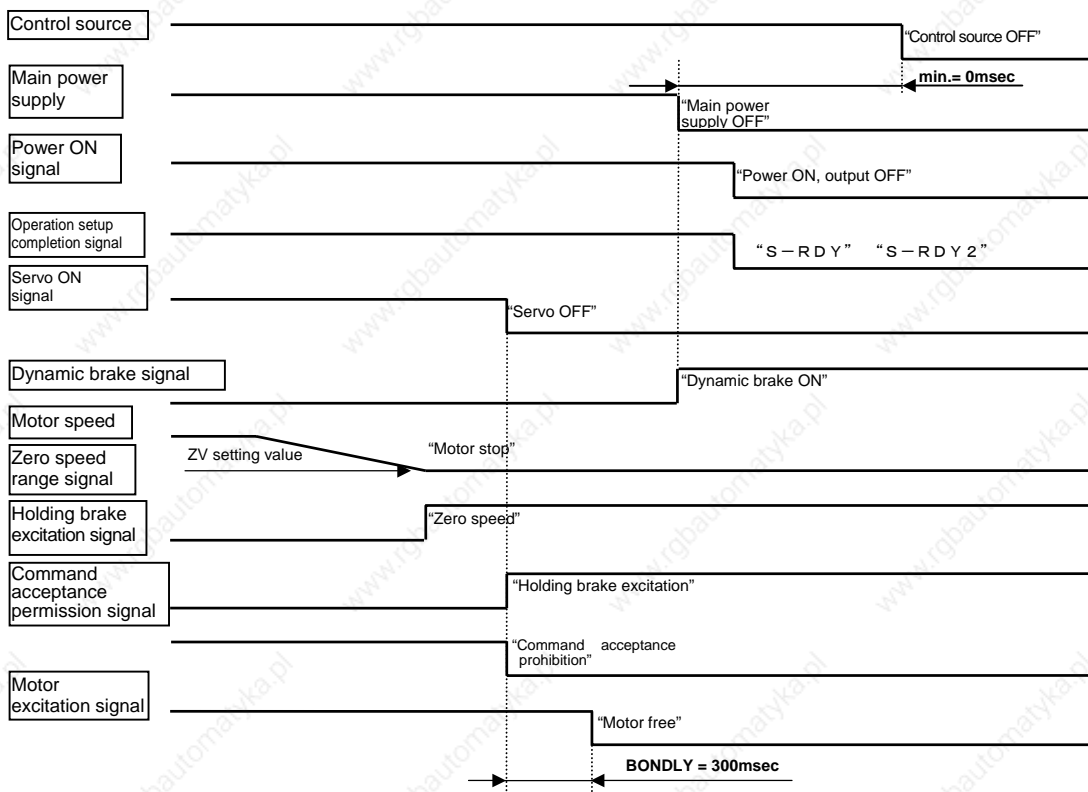 Control source
"Control source OFF"
Main power
supply
min.= 0msec
"Main power
supply OFF"
Power ON
signal
"Power ON, output OFF"
Operation setup
completion signal
“Ｓ－ＲＤＹ” “Ｓ－ＲＤＹ２”
Servo ON
signal
"Servo OFF"
Dynamic brake signal
"Dynamic brake ON"
Motor speed
Zero speed
range signal
ZV setting value
"Motor stop"
Holding brake
excitation signal
"Zero speed"
Command
acceptance
permission signal
"Holding brake excitation"
"Command acceptance
prohibition"
Motor
excitation signal
"Motor free"
BONDLY = 300msec
www.rgbautomatyka.pl